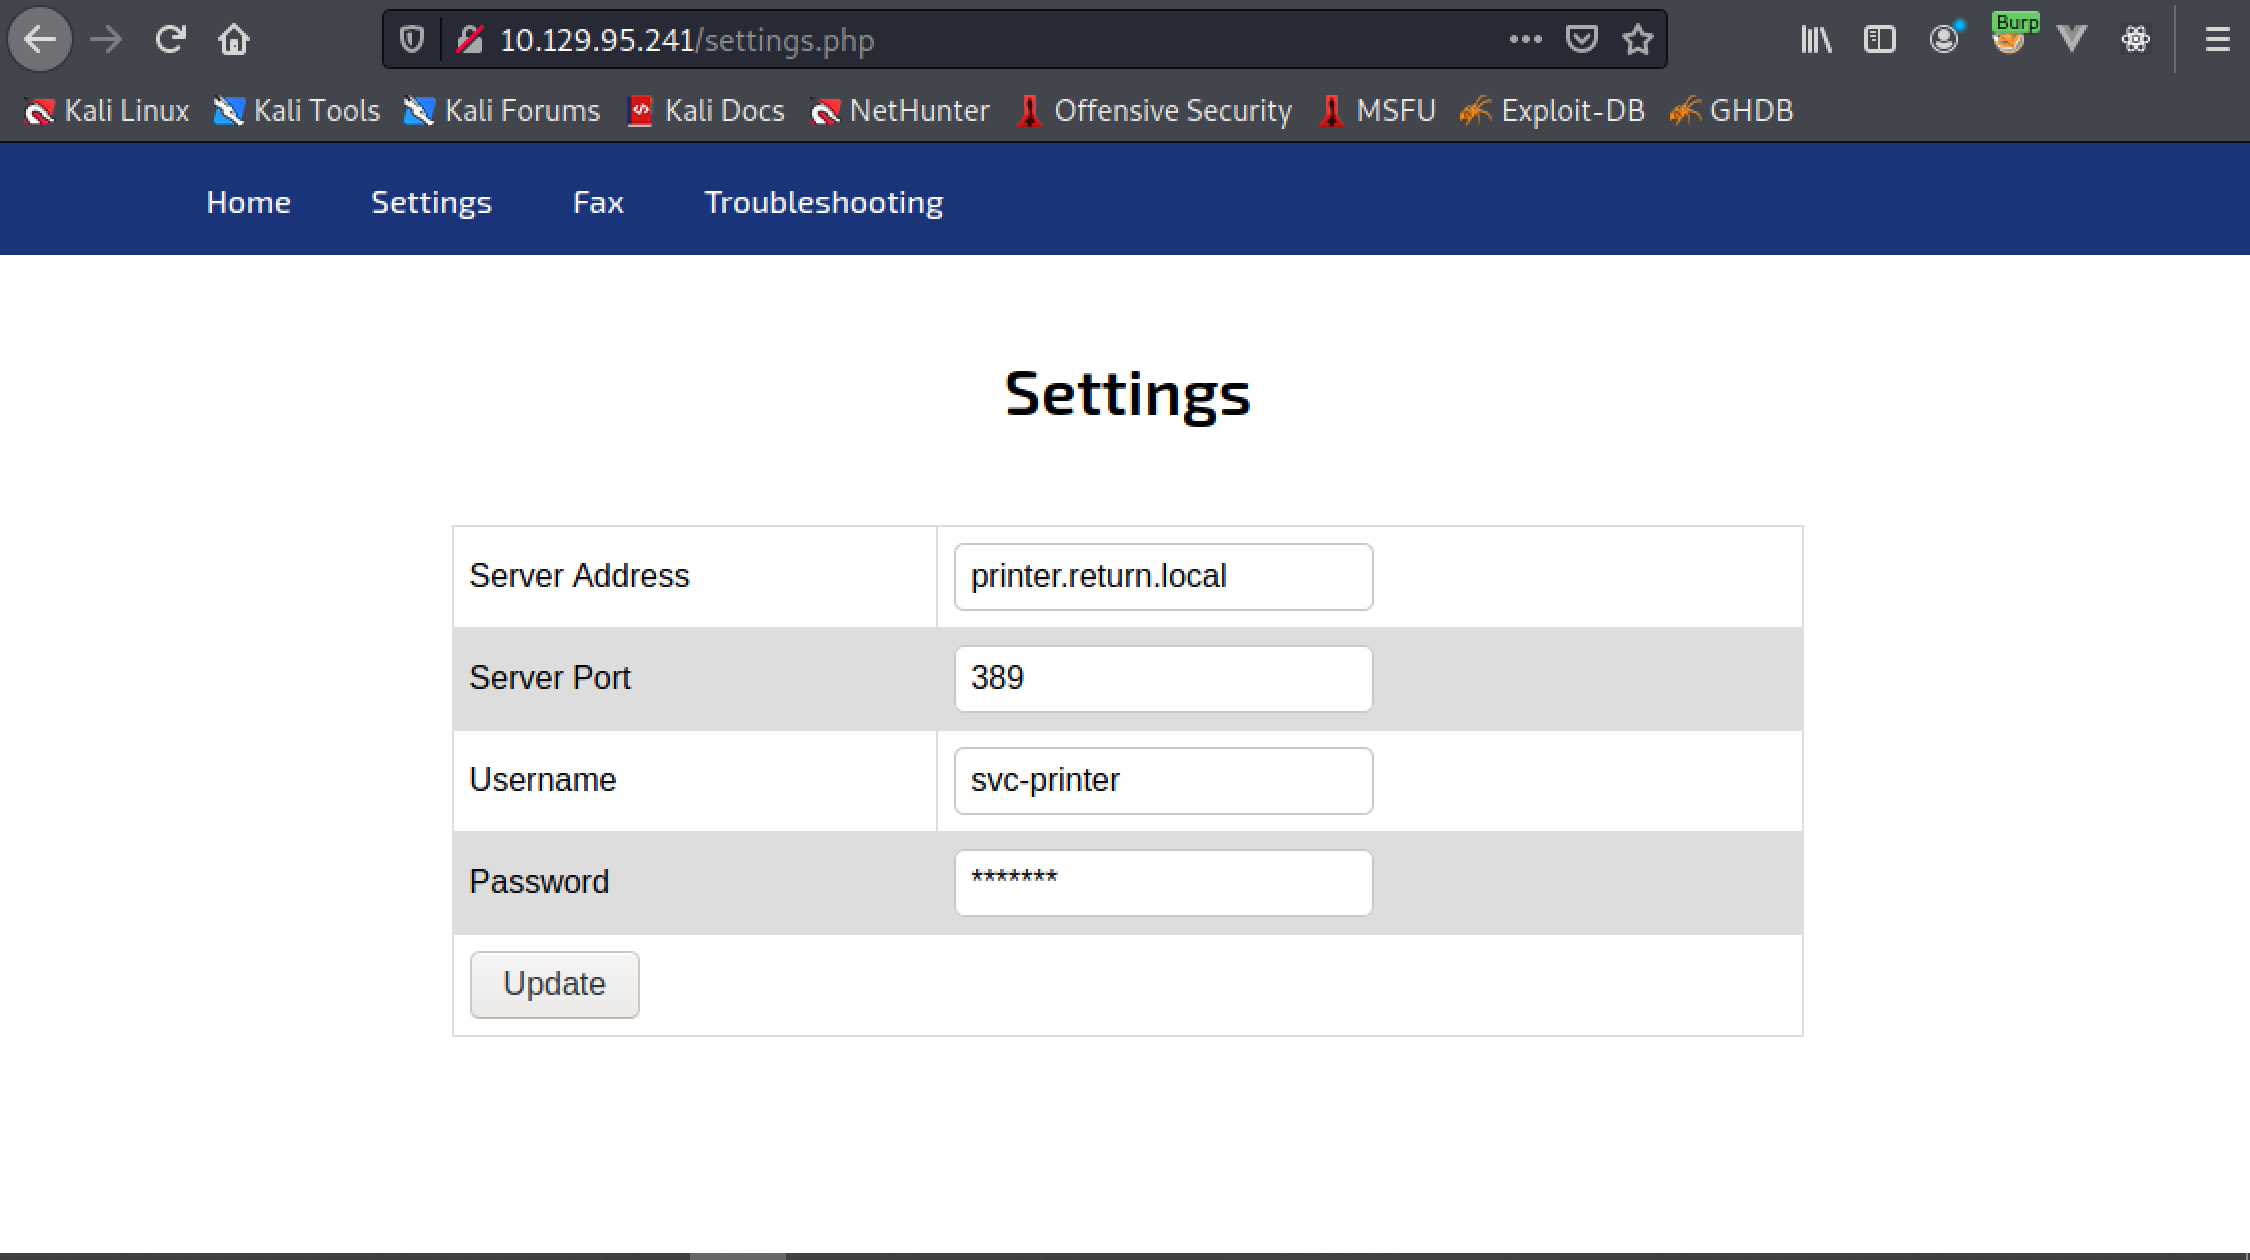 10.129.95.241/settings.php
Burp
Kali Linux Kali Tools Kali Forums Kali Docs NetHunter Offensive Security MSFU Exploit-DB GHDB
Home Settings Fax Troubleshooting
Settings
Server Address printer.return.local
Server Port 389
Username svc-printer
Password *******
Update